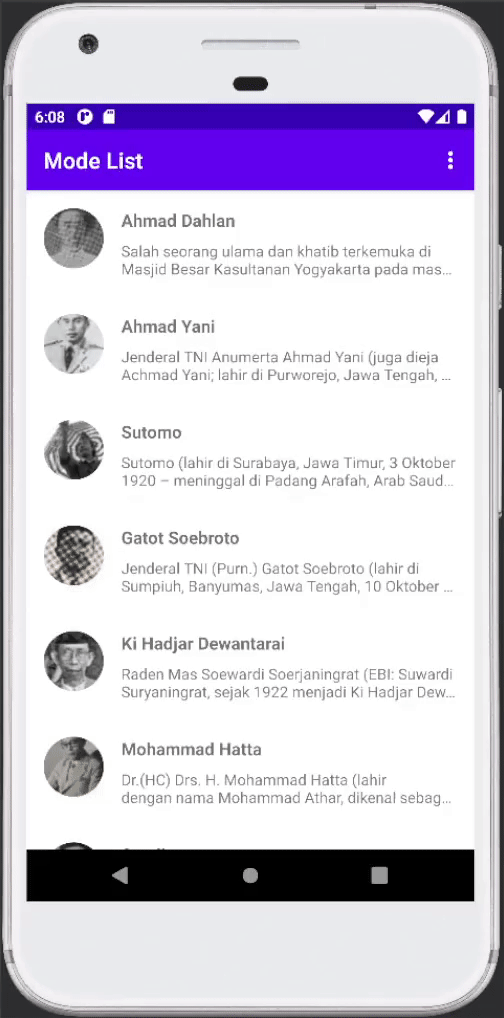 6:08
Mode List
Ahmad Dahlan
Salah seorang ulama dan khatib terkemuka di
Masjid Besar Kasultanan Yogyakarta pada mas...
Ahmad Yani
Jenderal TNI Anumerta Ahmad Yani (juga dieja
Achmad Yani; lahir di Purworejo, Jawa Tengah, ...
Sutomo
Sutomo (lahir di Surabaya, Jawa Timur, 3 Oktober
1920 – meninggal di Padang Arafah, Arab Saud...
Gatot Soebroto
Jenderal TNI (Purn.) Gatot Soebroto (lahir di
Sumpiuh, Banyumas, Jawa Tengah, 10 Oktober ...
Ki Hadjar Dewantarai
Raden Mas Soewardi Soerjaningrat (EBI: Suwardi
Suryaningrat, sejak 1922 menjadi Ki Hadjar Dew...
Mohammad Hatta
Dr.(HC) Drs. H. Mohammad Hatta (lahir
dengan nama Mohammad Athar, dikenal sebag...